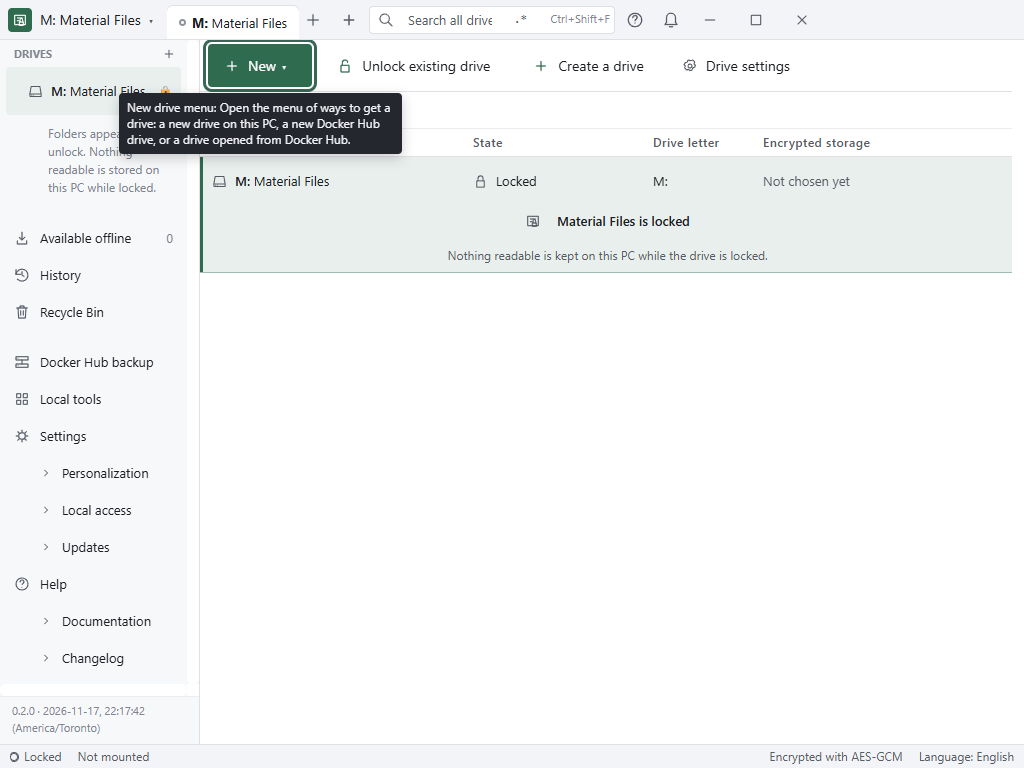 M: Material Files
M: Material Files
Search all drive
.*
Ctrl+Shift+F
DRIVES
New
Unlock existing drive
Create a drive
Drive settings
M: Material Files
New drive menu: Open the menu of ways to get a
drive: a new drive on this PC, a new Docker Hub
drive, or a drive opened from Docker Hub.
Folders appea
unlock. Nothing
readable is stored on
this PC while locked.
State
Drive letter
Encrypted storage
M: Material Files
Locked
M:
Not chosen yet
Material Files is locked
Nothing readable is kept on this PC while the drive is locked.
Available offline
0
History
Recycle Bin
Docker Hub backup
Local tools
Settings
Personalization
Local access
Updates
Help
Documentation
Changelog
0.2.0 · 2026-11-17, 22:17:42
(America/Toronto)
Locked
Not mounted
Encrypted with AES-GCM
Language: English